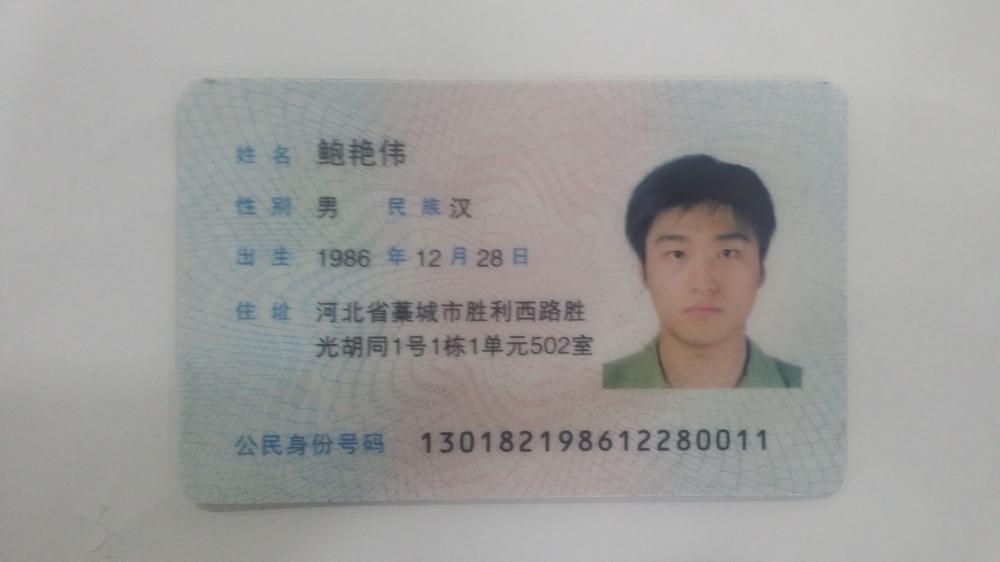 姓名 鲍艳伟
性别 男 民族 汉
出生 1986 年 12 月 28 日
住址 河北省藁城市胜利西路胜
光胡同1号1栋1单元502室
公民身份号码 130182198612280011